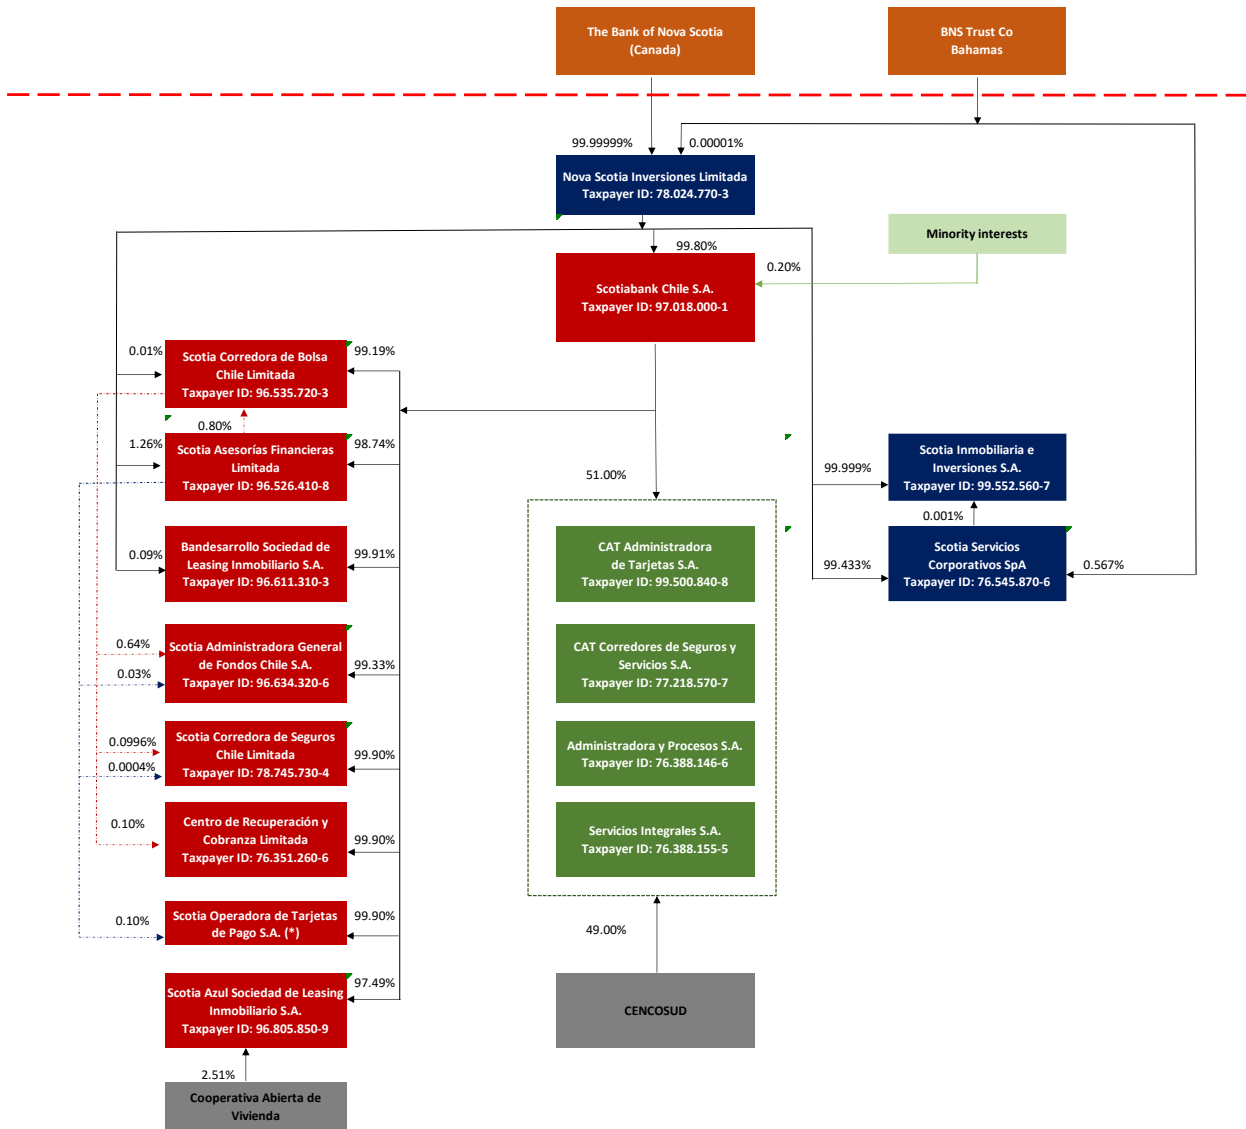 The Bank of Nova Scotia
(Canada)
BNS Trust Co
Bahamas
99.99999%
0.00001%
Nova Scotia Inversiones Limitada
Taxpayer ID: 78.024.770-3
Minority interests
99.80%
0.20%
Scotiabank Chile S.A.
Taxpayer ID: 97.018.000-1
0.01%
Scotia Corredora de Bolsa
Chile Limitada
Taxpayer ID: 96.535.720-3
99.19%
0.80%
1.26%
Scotia Asesorías Financieras
Limitada
Taxpayer ID: 96.526.410-8
98.74%
51.00%
99.999%
Scotia Inmobiliaria e
Inversiones S.A.
Taxpayer ID: 99.552.560-7
0.001%
0.09%
Bandesarrollo Sociedad de
Leasing Inmobiliario S.A.
Taxpayer ID: 96.611.310-3
99.91%
CAT Administradora
de Tarjetas S.A.
Taxpayer ID: 99.500.840-8
99.433%
Scotia Servicios
Corporativos SpA
Taxpayer ID: 76.545.870-6
0.567%
0.64%
0.03%
Scotia Administradora General
de Fondos Chile S.A.
Taxpayer ID: 96.634.320-6
99.33%
CAT Corredores de Seguros y
Servicios S.A.
Taxpayer ID: 77.218.570-7
0.0996%
0.0004%
Scotia Corredora de Seguros
Chile Limitada
Taxpayer ID: 78.745.730-4
99.90%
Administradora y Procesos S.A.
Taxpayer ID: 76.388.146-6
0.10%
Centro de Recuperación y
Cobranza Limitada
Taxpayer ID: 76.351.260-6
99.90%
Servicios Integrales S.A.
Taxpayer ID: 76.388.155-5
0.10%
Scotia Operadora de Tarjetas
de Pago S.A. (*)
99.90%
49.00%
Scotia Azul Sociedad de Leasing
Inmobiliario S.A.
Taxpayer ID: 96.805.850-9
97.49%
CENCOSUD
2.51%
Cooperativa Abierta de
Vivienda